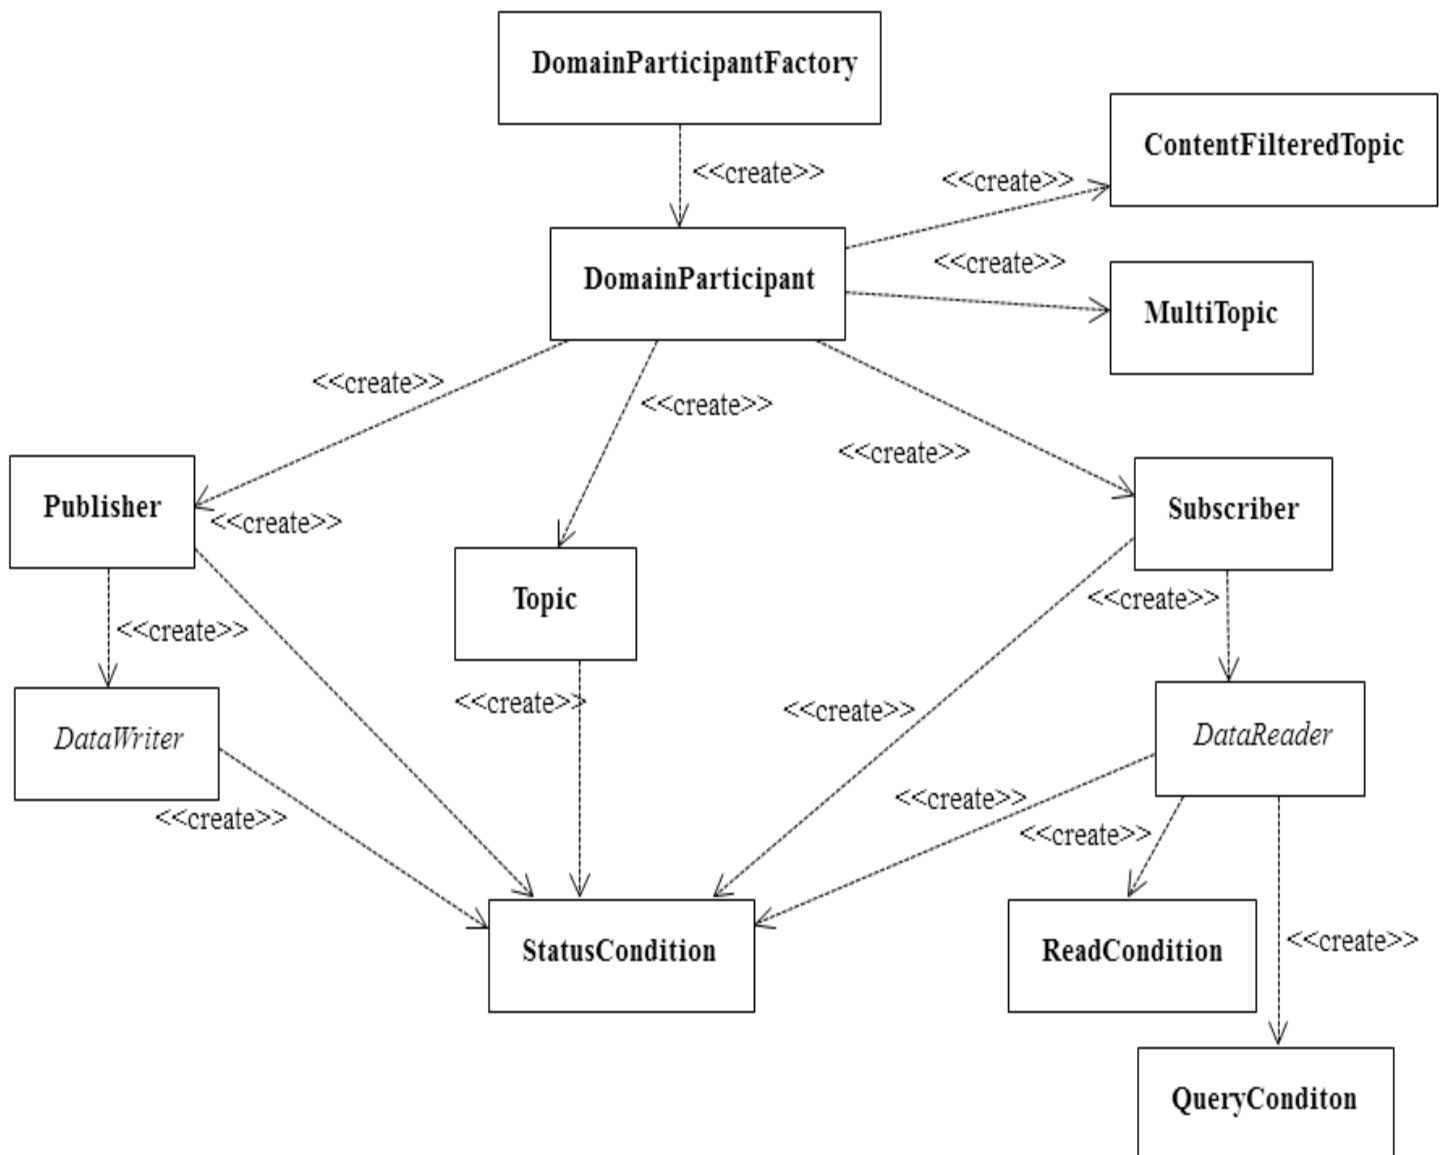 DomainParticipantFactory
ContentFilteredTopic
<<create>>
<<create>>
<<create>>
DomainParticipant
MultiTopic
<<create>>
<<create>>
<<create>>
Publisher
<<create>>
Subscriber
Topic
<<create>>
<<create>>
<<create>>
<<create>>
DataWriter
DataReader
<<create>>
<<create>>
<<create>>
StatusCondition
ReadCondition
<<create>>
QueryConditon